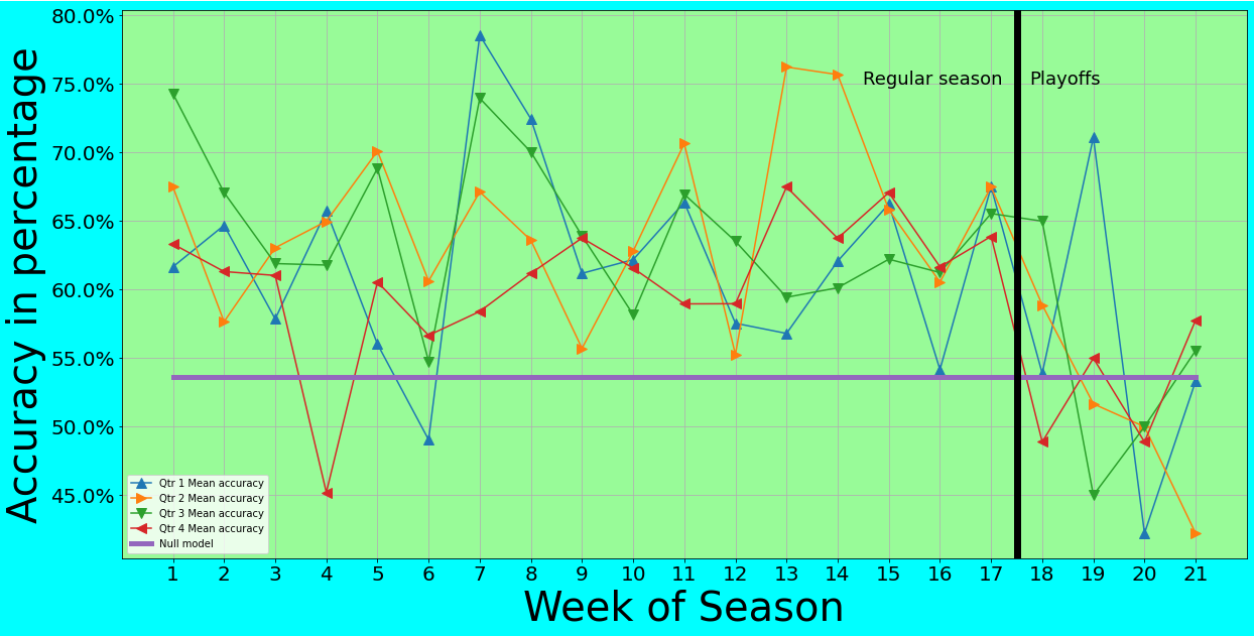 Accuracy in percentage
80.0%
75.0%
70.0%
65.0%
60.0%
55.0%
50.0%
45.0%
Regular season
Playoffs
Qtr 1 Mean accuracy
Qtr 2 Mean accuracy
Qtr 3 Mean accuracy
Qtr 4 Mean accuracy
Null model
1 2 3 4 5 6 7 8 9 10 11 12 13 14 15 16 17 18 19 20 21
Week of Season